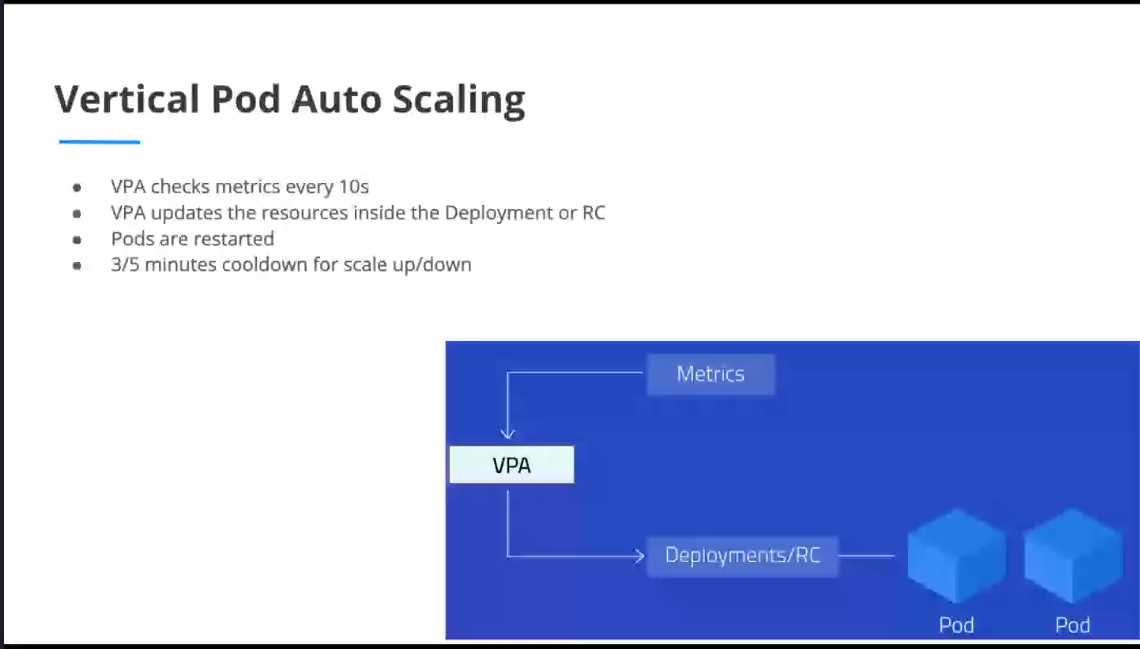 Vertical Pod Auto Scaling
● VPA checks metrics every 10s
● VPA updates the resources inside the Deployment or RC
● Pods are restarted
● 3/5 minutes cooldown for scale up/down
Metrics
VPA
Deployments/RC
Pod
Pod